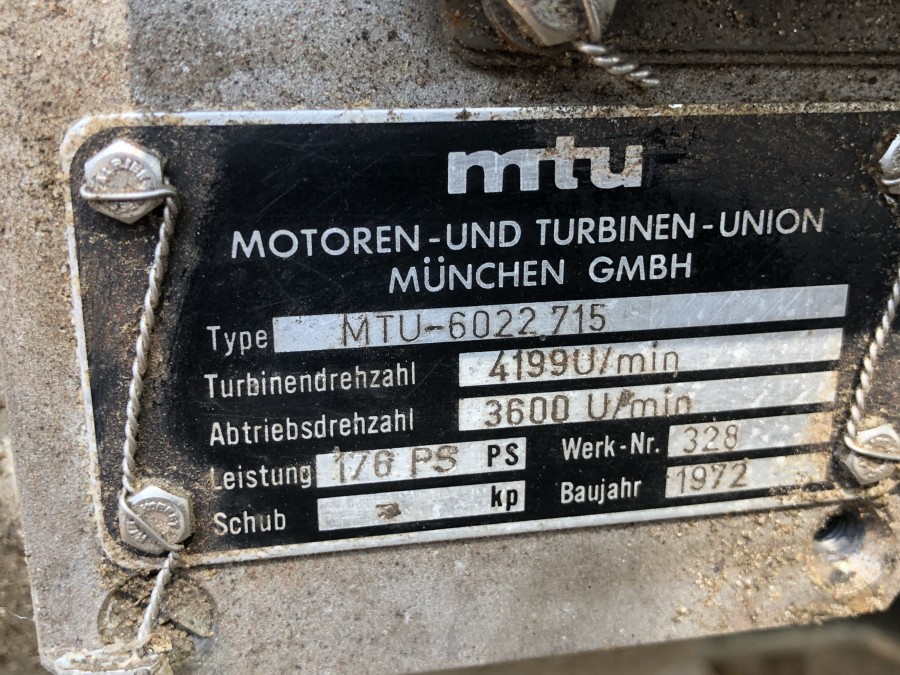 mtu
MOTOREN-UND TURBINEN-UNION
MÜNCHEN GMBH
Type MTU-6022 715
Turbinendrehzahl 4199U/min
Abtriebsdrehzahl 3600 U/min
Leistung 176 PS PS Werk-Nr. 328
Schub - kp Baujahr 1972